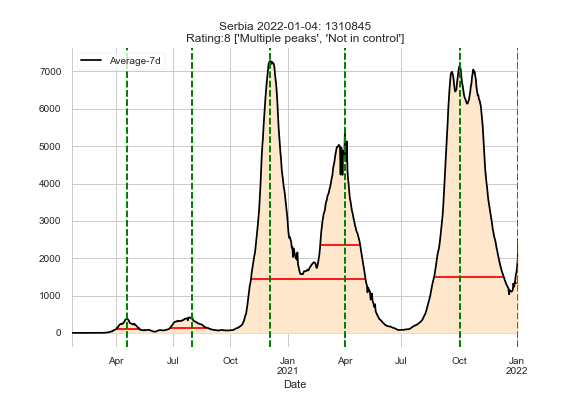 Serbia 2022-01-04: 1310845
Rating:8 ['Multiple peaks', 'Not in control']
Average-7d
7000
6000
5000
4000
3000
2000
1000
0
Apr Jul Oct Jan Apr Jul Oct Jan
2021 2022
Date